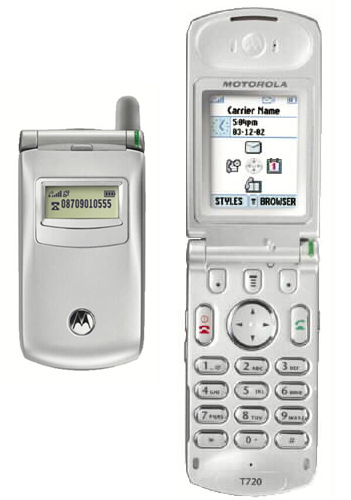 08709010555
MOTOROLA
Carrier Name
5:04pm
03-12-02
STYLES BROWSER
1
2 ABC
3 DEF
4 GHI
5 JKL
6 MNO
7 PQRS
8 TUV
9 WXYZ
*
0
#
T720